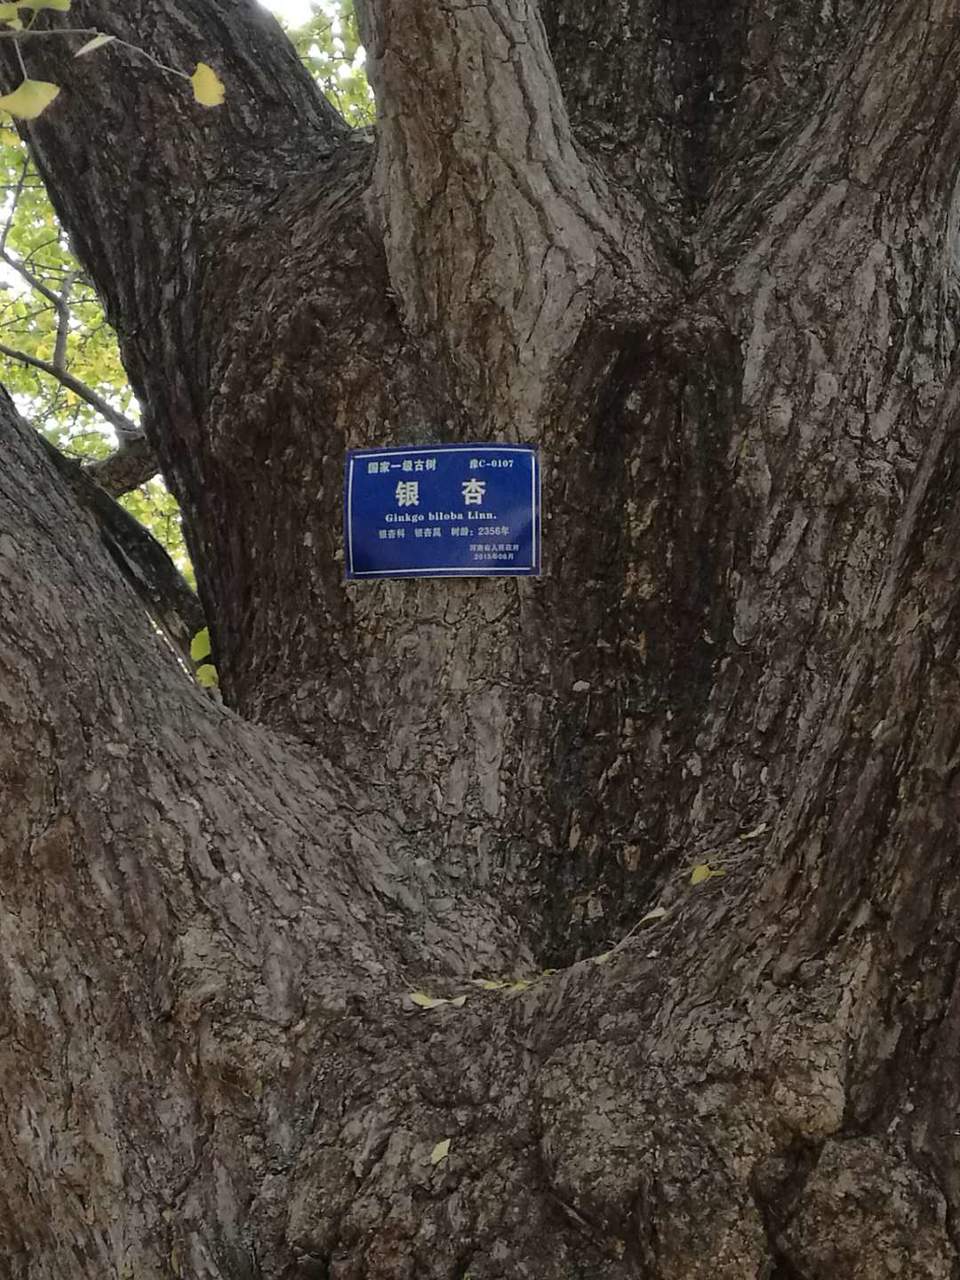 国家一级古树 豫C-0107
银 杏
Ginkgo biloba Linn.
银杏科 银杏属 树龄：2356年
河南省人民政府
2015年08月